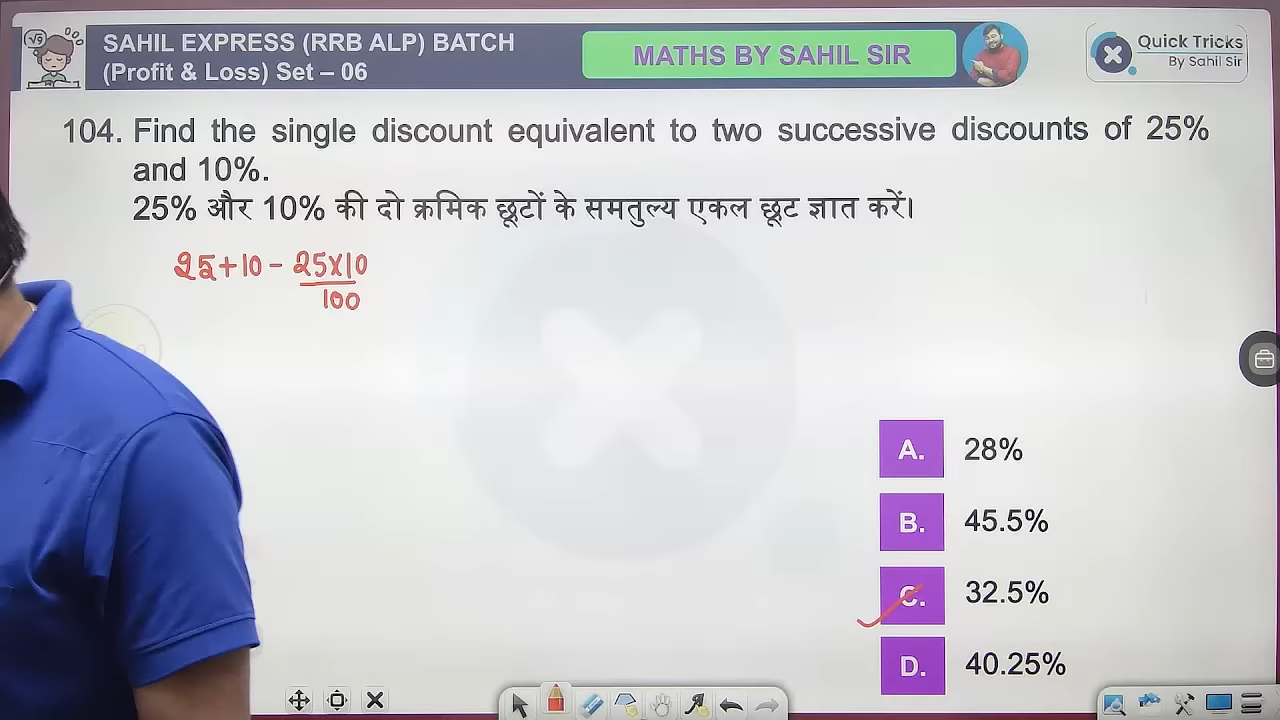 SAHIL EXPRESS (RRB ALP) BATCH
(Profit & Loss) Set – 06
MATHS BY SAHIL SIR
Quick Tricks
By Sahil Sir
√9
104. Find the single discount equivalent to two successive discounts of 25%
and 10%.
25% और 10% की दो क्रमिक छूटों के समतुल्य एकल छूट ज्ञात करें।
25+10-25x10
100
A. 28%
B. 45.5%
C. 32.5%
D. 40.25%